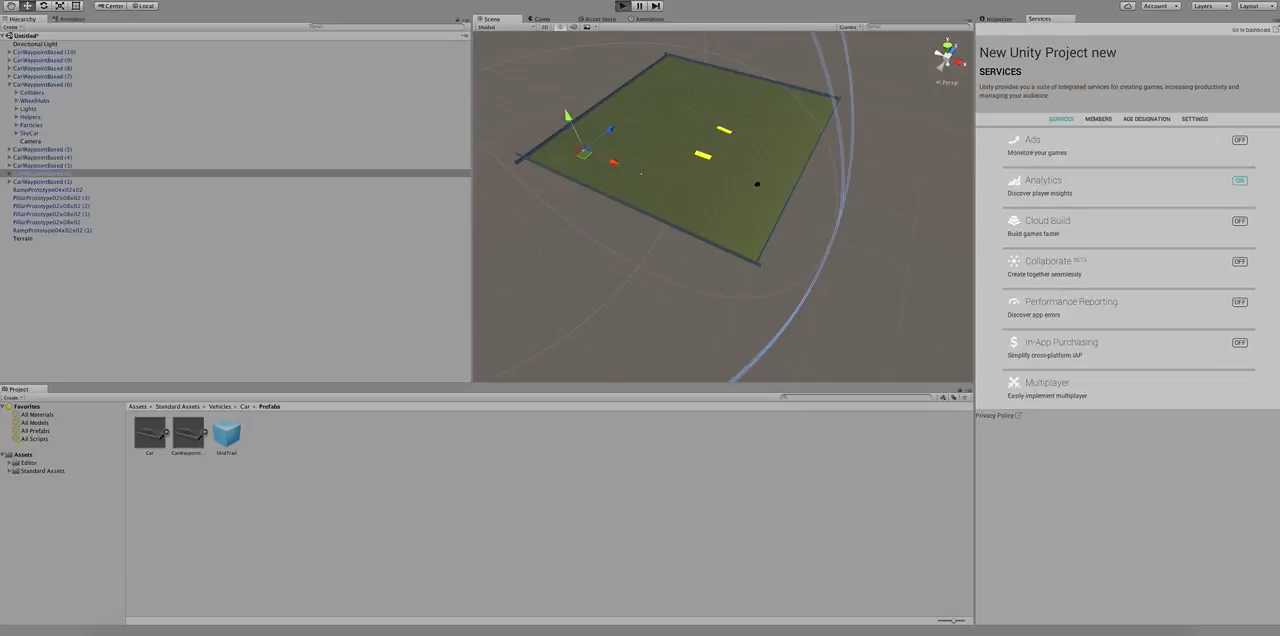 Center
Local
Account
Layers
Layout
Hierarchy
Animator
Create
Untitled*
Directional Light
CarWaypointBased (10)
CarWaypointBased (9)
CarWaypointBased (8)
CarWaypointBased (7)
CarWaypointBased (6)
Colliders
WheelHubs
Lights
Helpers
Particles
SkyCar
Camera
CarWaypointBased (5)
CarWaypointBased (4)
CarWaypointBased (3)
CarWaypointBased (1)
RampPrototype04x02x02
PillarPrototype02x08x02 (3)
PillarPrototype02x08x02 (2)
PillarPrototype02x08x02 (1)
PillarPrototype02x08x02
RampPrototype04x02x02 (1)
Terrain
Scene
Game
Asset Store
Animation
Shaded
2D
Gizmos
y
Persp
Inspector
Services
Go to Dashboard
New Unity Project new
SERVICES
Unity provides you a suite of integrated services for creating games, increasing productivity and
managing your audience.
SERVICES
MEMBERS
AGE DESIGNATION
SETTINGS
Ads
OFF
Monetize your games
Analytics
ON
Discover player insights
Cloud Build
OFF
Build games faster
Collaborate BETA
OFF
Create together seamlessly
Performance Reporting
OFF
Discover app errors
In-App Purchasing
OFF
Simplify cross-platform IAP
Multiplayer
Easily implement multiplayer
Privacy Policy
Project
Create
Favorites
All Materials
All Models
All Prefabs
All Scripts
Assets
Editor
Standard Assets
Assets
Standard Assets
Vehicles
Car
Prefabs
Car
CarWaypoint...
SkidTrail